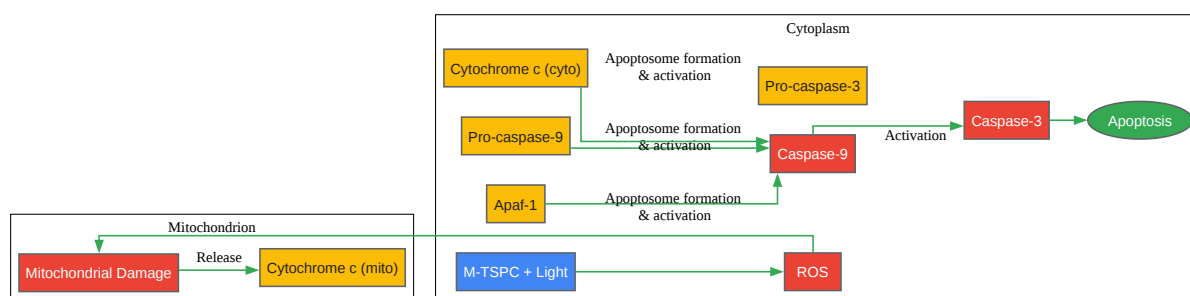 Cytoplasm
Cytochrome c (cyto)
Apoptosome formation
& activation
Pro-caspase-3
Pro-caspase-9
Apoptosome formation
& activation
Caspase-9
Activation
Caspase-3
Apoptosis
Apaf-1
Apoptosome formation
& activation
Mitochondrion
Mitochondrial Damage
Release
Cytochrome c (mito)
M-TSPC + Light
ROS